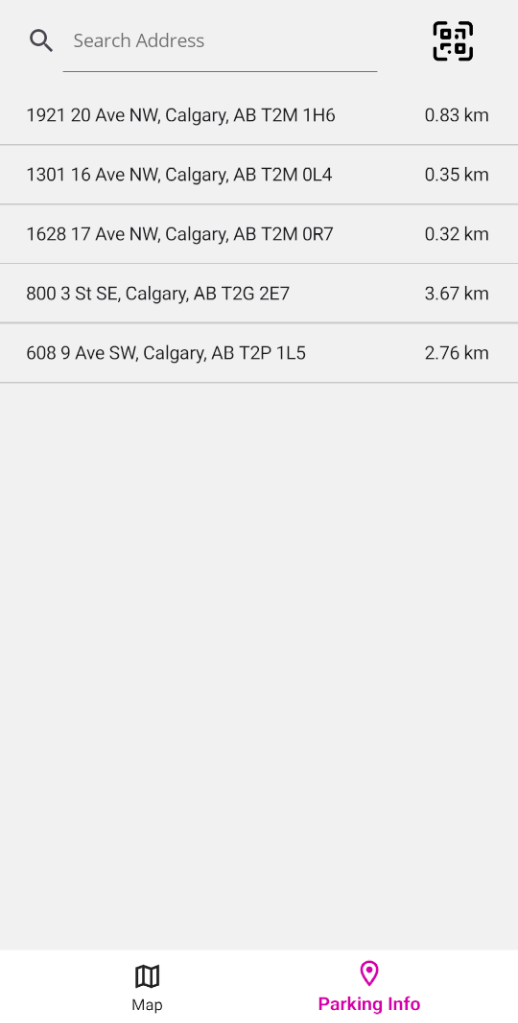 Search Address
1921 20 Ave NW, Calgary, AB T2M 1H6 0.83 km
1301 16 Ave NW, Calgary, AB T2M 0L4 0.35 km
1628 17 Ave NW, Calgary, AB T2M 0R7 0.32 km
800 3 St SE, Calgary, AB T2G 2E7 3.67 km
608 9 Ave SW, Calgary, AB T2P 1L5 2.76 km
Map Parking Info